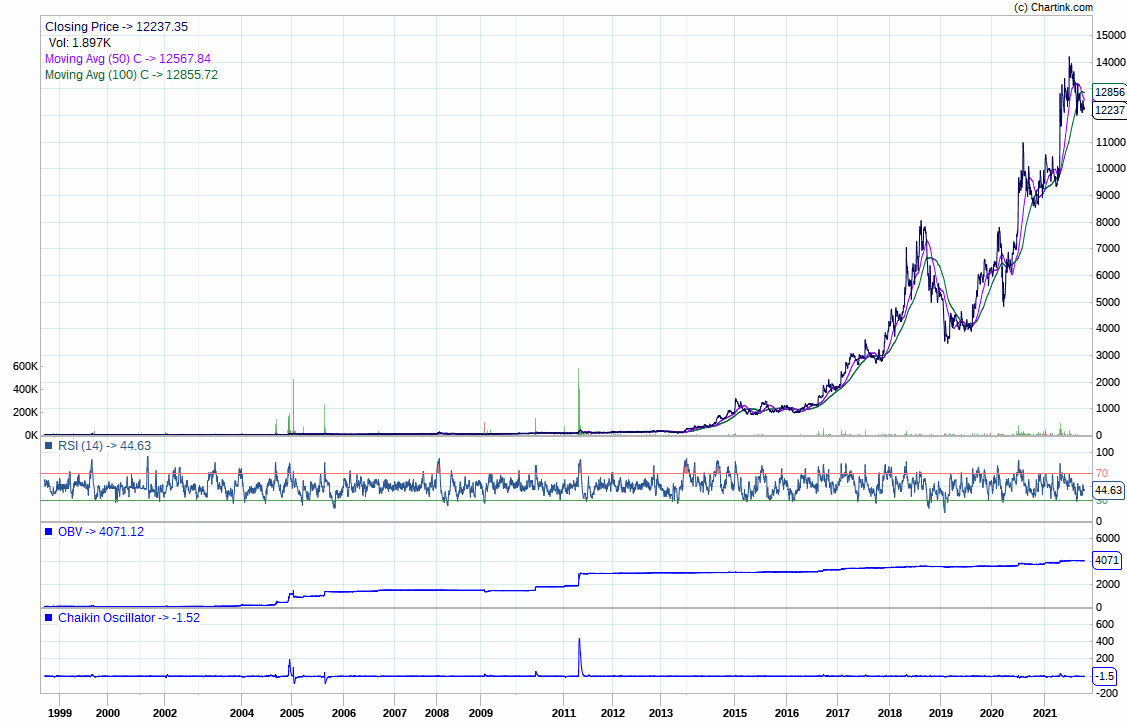 (c) Chartink.com
Closing Price -> 12237.35
Vol: 1.897K
Moving Avg (50) C -> 12567.84
Moving Avg (100) C -> 12855.72
15000
14000
12856
12237
11000
10000
9000
8000
7000
6000
5000
4000
3000
2000
1000
0
600K
400K
200K
0K
RSI (14) -> 44.63
100
70
44.63
30
0
OBV -> 4071.12
6000
4071
2000
0
Chaikin Oscillator -> -1.52
600
400
200
-1.5
-200
1999 2000 2002 2004 2005 2006 2007 2008 2009 2011 2012 2013 2015 2016 2017 2018 2019 2020 2021